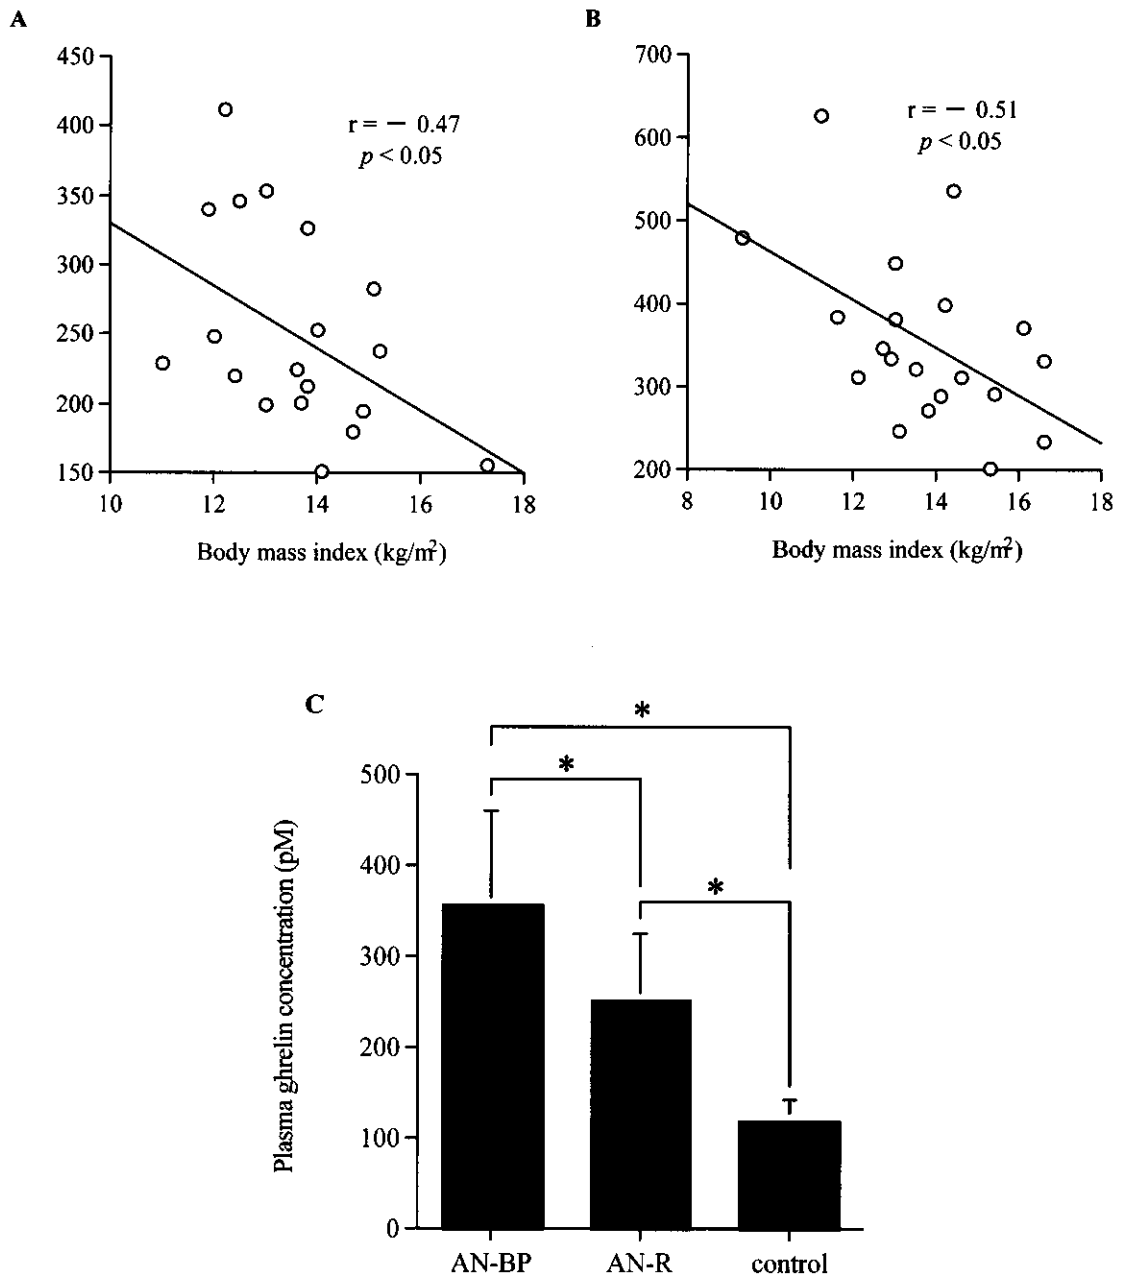 A
450
400
350
300
250
200
150
r = − 0.47
p < 0.05
10 12 14 16 18
Body mass index (kg/m²)
B
700
600
500
400
300
200
r = − 0.51
p < 0.05
8 10 12 14 16 18
Body mass index (kg/m²)
C
*
*
*
Plasma ghrelin concentration (pM)
500
400
300
200
100
0
AN-BP AN-R control